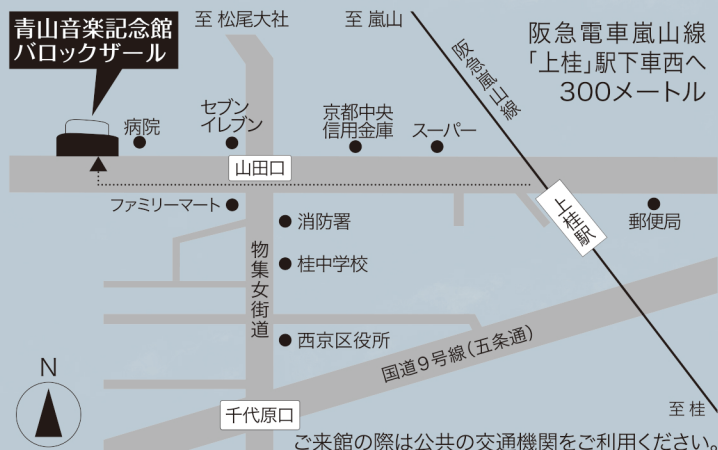 青山音楽記念館
バロックザール
至 松尾大社
至 嵐山
阪急電車嵐山線
「上桂」駅下車西へ
300メートル
阪急嵐山線
病院
セブン
イレブン
京都中央
信用金庫
スーパー
山田口
上桂駅
ファミリーマート
消防署
郵便局
物集女街道
桂中学校
西京区役所
国道9号線(五条通)
N
千代原口
至 桂
ご来館の際は公共の交通機関をご利用ください。